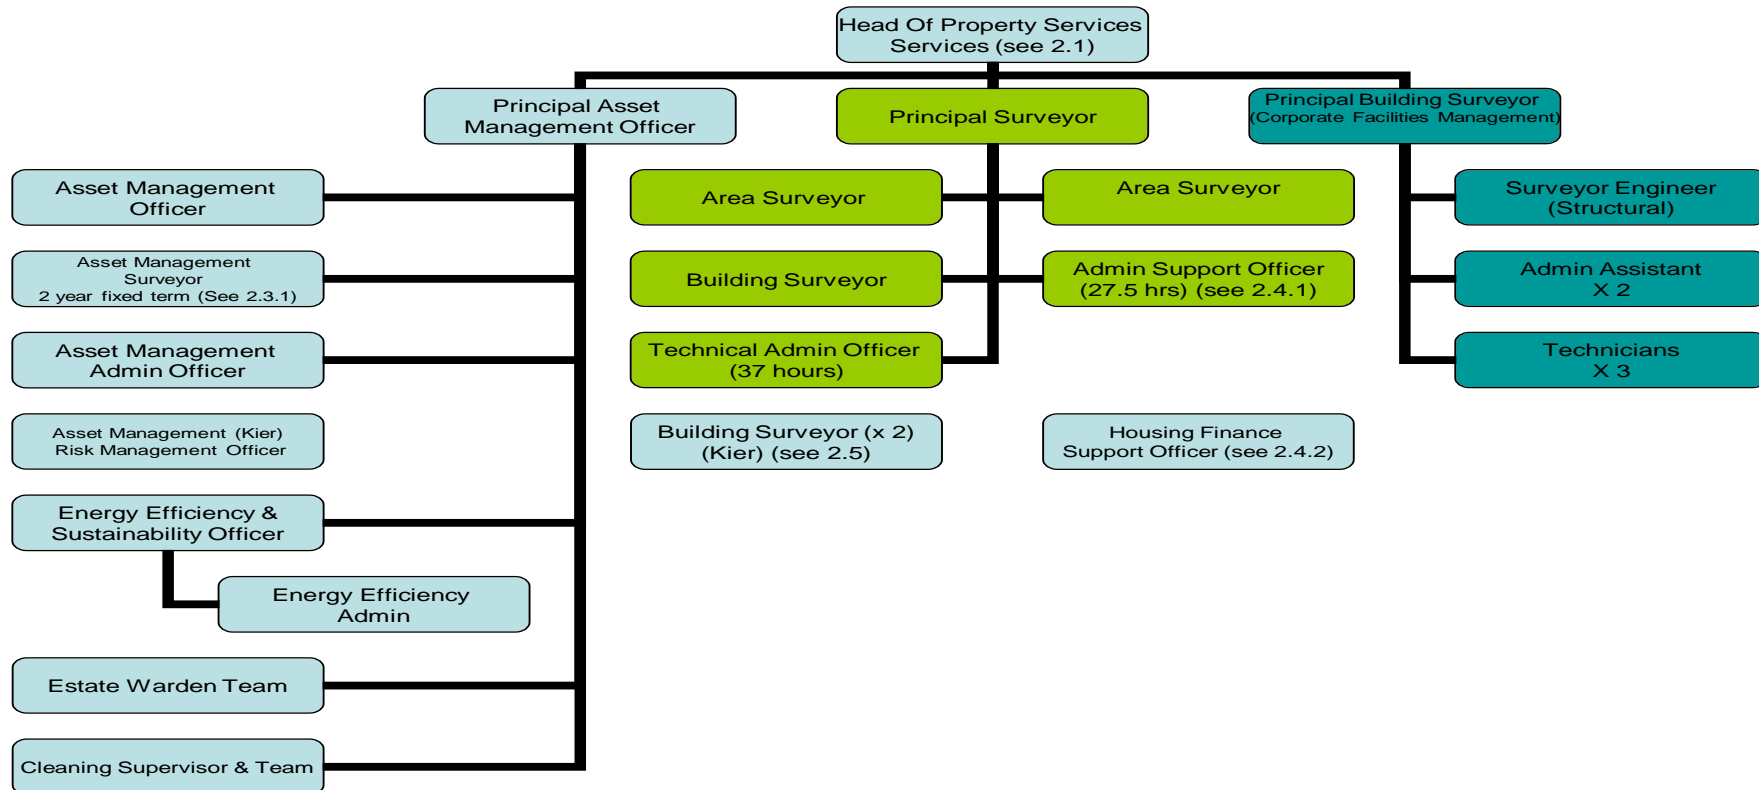 Head Of Property Services
Services (see 2.1)
Principal Asset
Management Officer
Principal Surveyor
Principal Building Surveyor
(Corporate Facilities Management)
Asset Management
Officer
Area Surveyor
Area Surveyor
Surveyor Engineer
(Structural)
Asset Management
Surveyor
2 year fixed term (See 2.3.1)
Building Surveyor
Admin Support Officer
(27.5 hrs) (see 2.4.1)
Admin Assistant
X 2
Asset Management
Admin Officer
Technical Admin Officer
(37 hours)
Technicians
X 3
Asset Management (Kier)
Risk Management Officer
Building Surveyor (x 2)
(Kier) (see 2.5)
Housing Finance
Support Officer (see 2.4.2)
Energy Efficiency &
Sustainability Officer
Energy Efficiency
Admin
Estate Warden Team
Cleaning Supervisor & Team